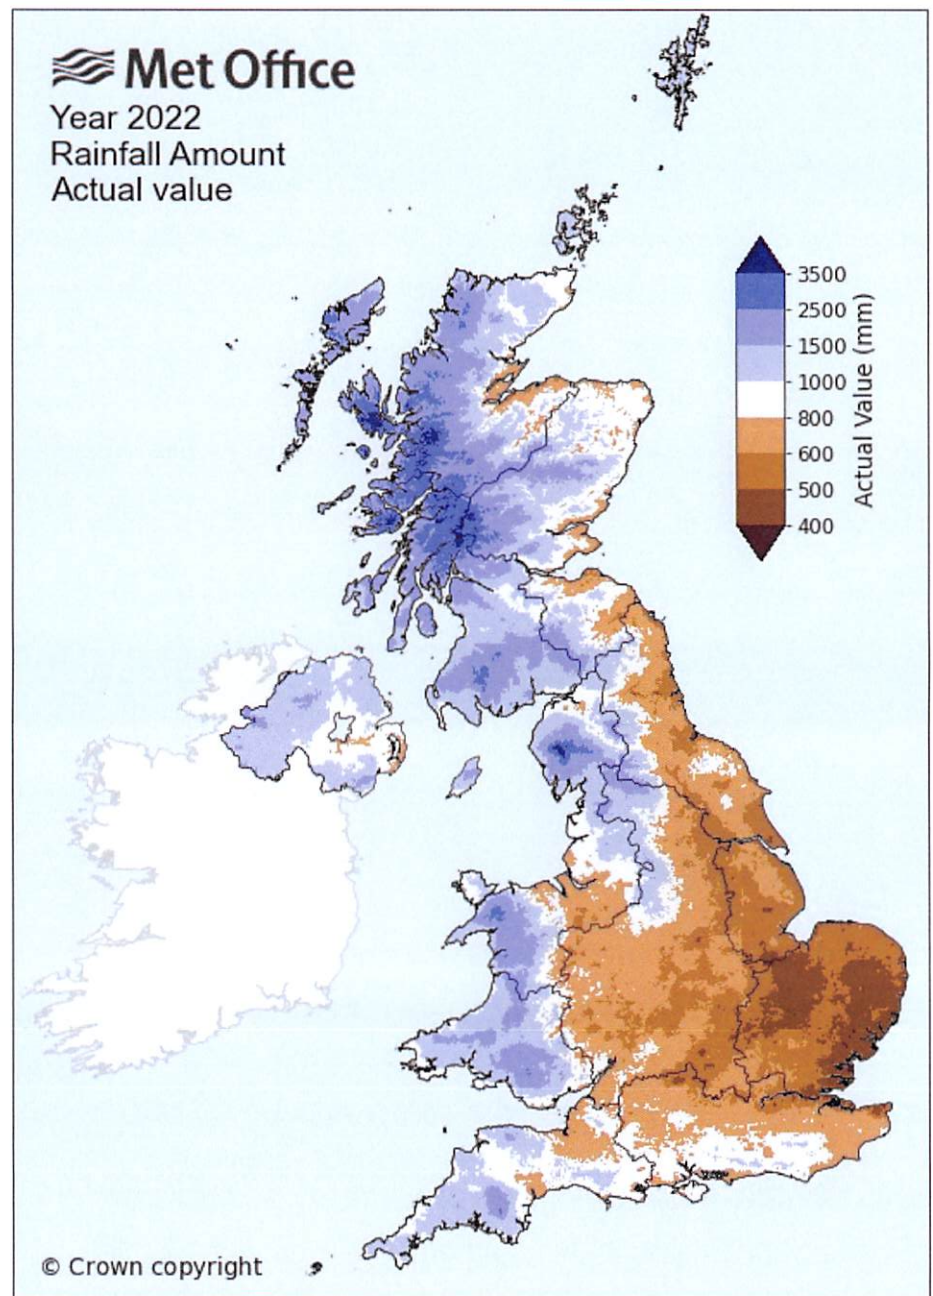 Met Office
Year 2022
Rainfall Amount
Actual value
3500
2500
1500
1000
800
600
500
400
Actual Value (mm)
© Crown copyright